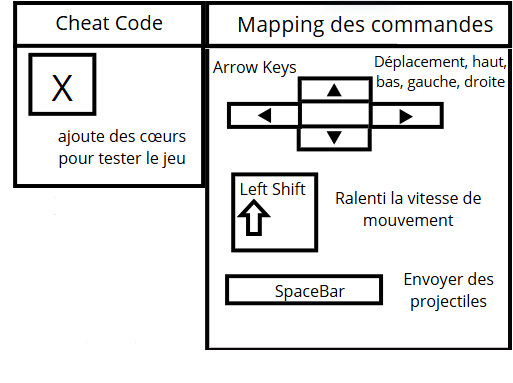 Cheat Code
X
ajoute des cœurs
pour tester le jeu
Mapping des commandes
Arrow Keys
Déplacement, haut,
bas, gauche, droite
Left Shift
Ralenti la vitesse de
mouvement
SpaceBar
Envoyer des
projectiles